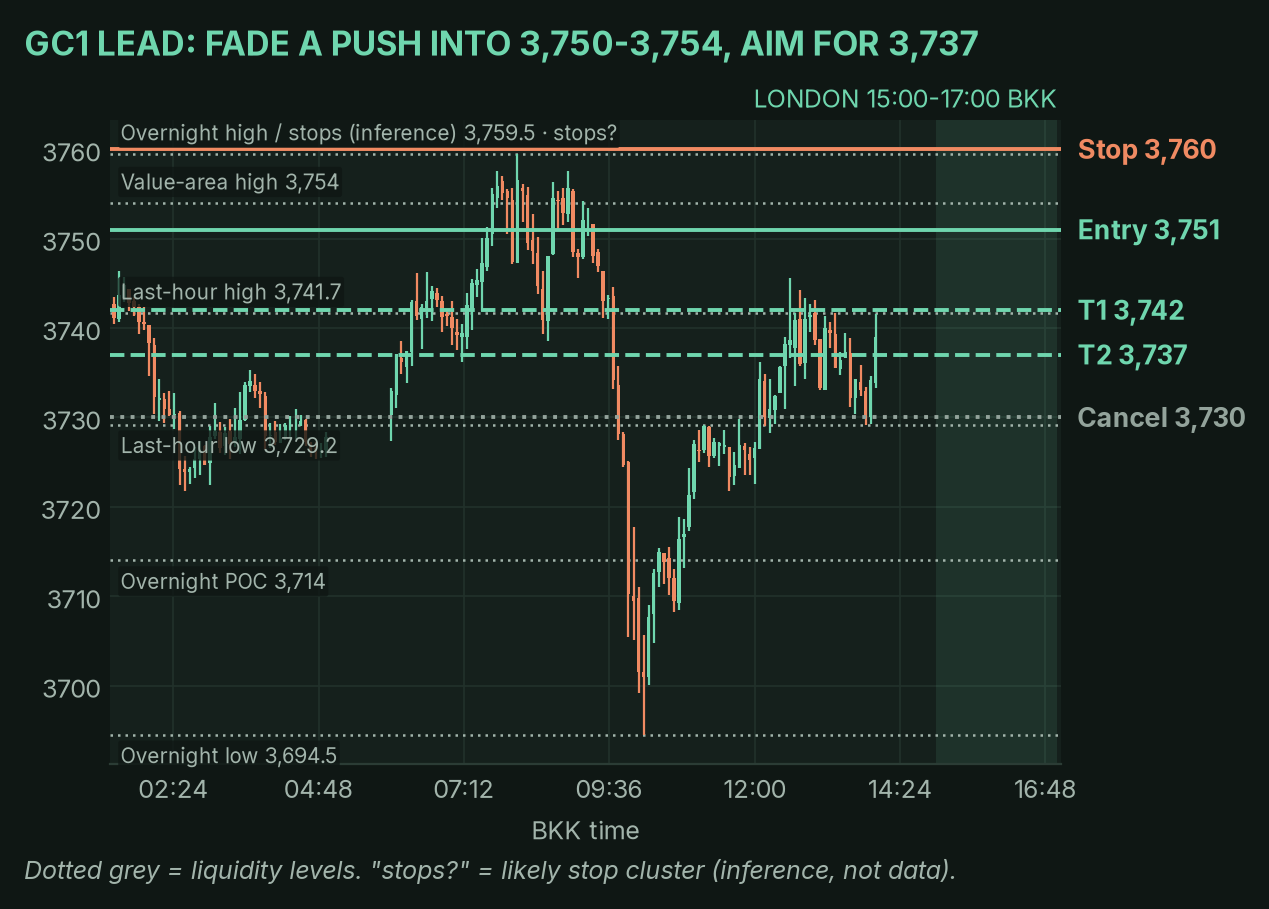 GC1 LEAD: FADE A PUSH INTO 3,750-3,754, AIM FOR 3,737
LONDON 15:00-17:00 BKK
Overnight high / stops (inference) 3,759.5 · stops?
3760
Stop 3,760
Value-area high 3,754
3750
Entry 3,751
Last-hour high 3,741.7
T1 3,742
3740
T2 3,737
3730
Cancel 3,730
Last-hour low 3,729.2
3720
Overnight POC 3,714
3710
3700
Overnight low 3,694.5
02:24 04:48 07:12 09:36 12:00 14:24 16:48
BKK time
Dotted grey = liquidity levels. "stops?" = likely stop cluster (inference, not data).